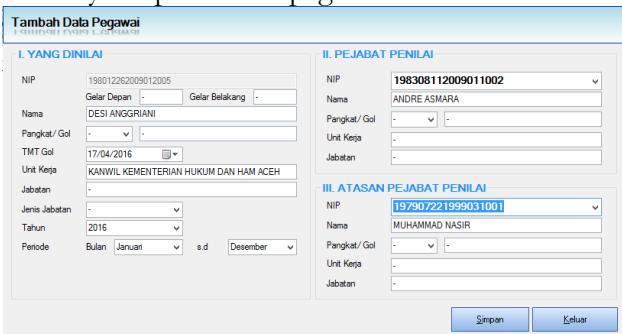 Tambah Data Pegawai
I. YANG DINILAI
NIP 198012262009012005
Gelar Depan - Gelar Belakang -
Nama DESI ANGGRIANI
Pangkat/ Gol - -
TMT Gol 17/04/2016
Unit Kerja KANWIL KEMENTERIAN HUKUM DAN HAM ACEH
Jabatan -
Jenis Jabatan -
Tahun 2016
Periode Bulan Januari s.d Desember
II. PEJABAT PENILAI
NIP 198308112009011002
Nama ANDRE ASMARA
Pangkat/ Gol - -
Unit Kerja -
Jabatan -
III. ATASAN PEJABAT PENILAI
NIP 197907221999031001
Nama MUHAMMAD NASIR
Pangkat/ Gol - -
Unit Kerja -
Jabatan -
Simpan Keluar